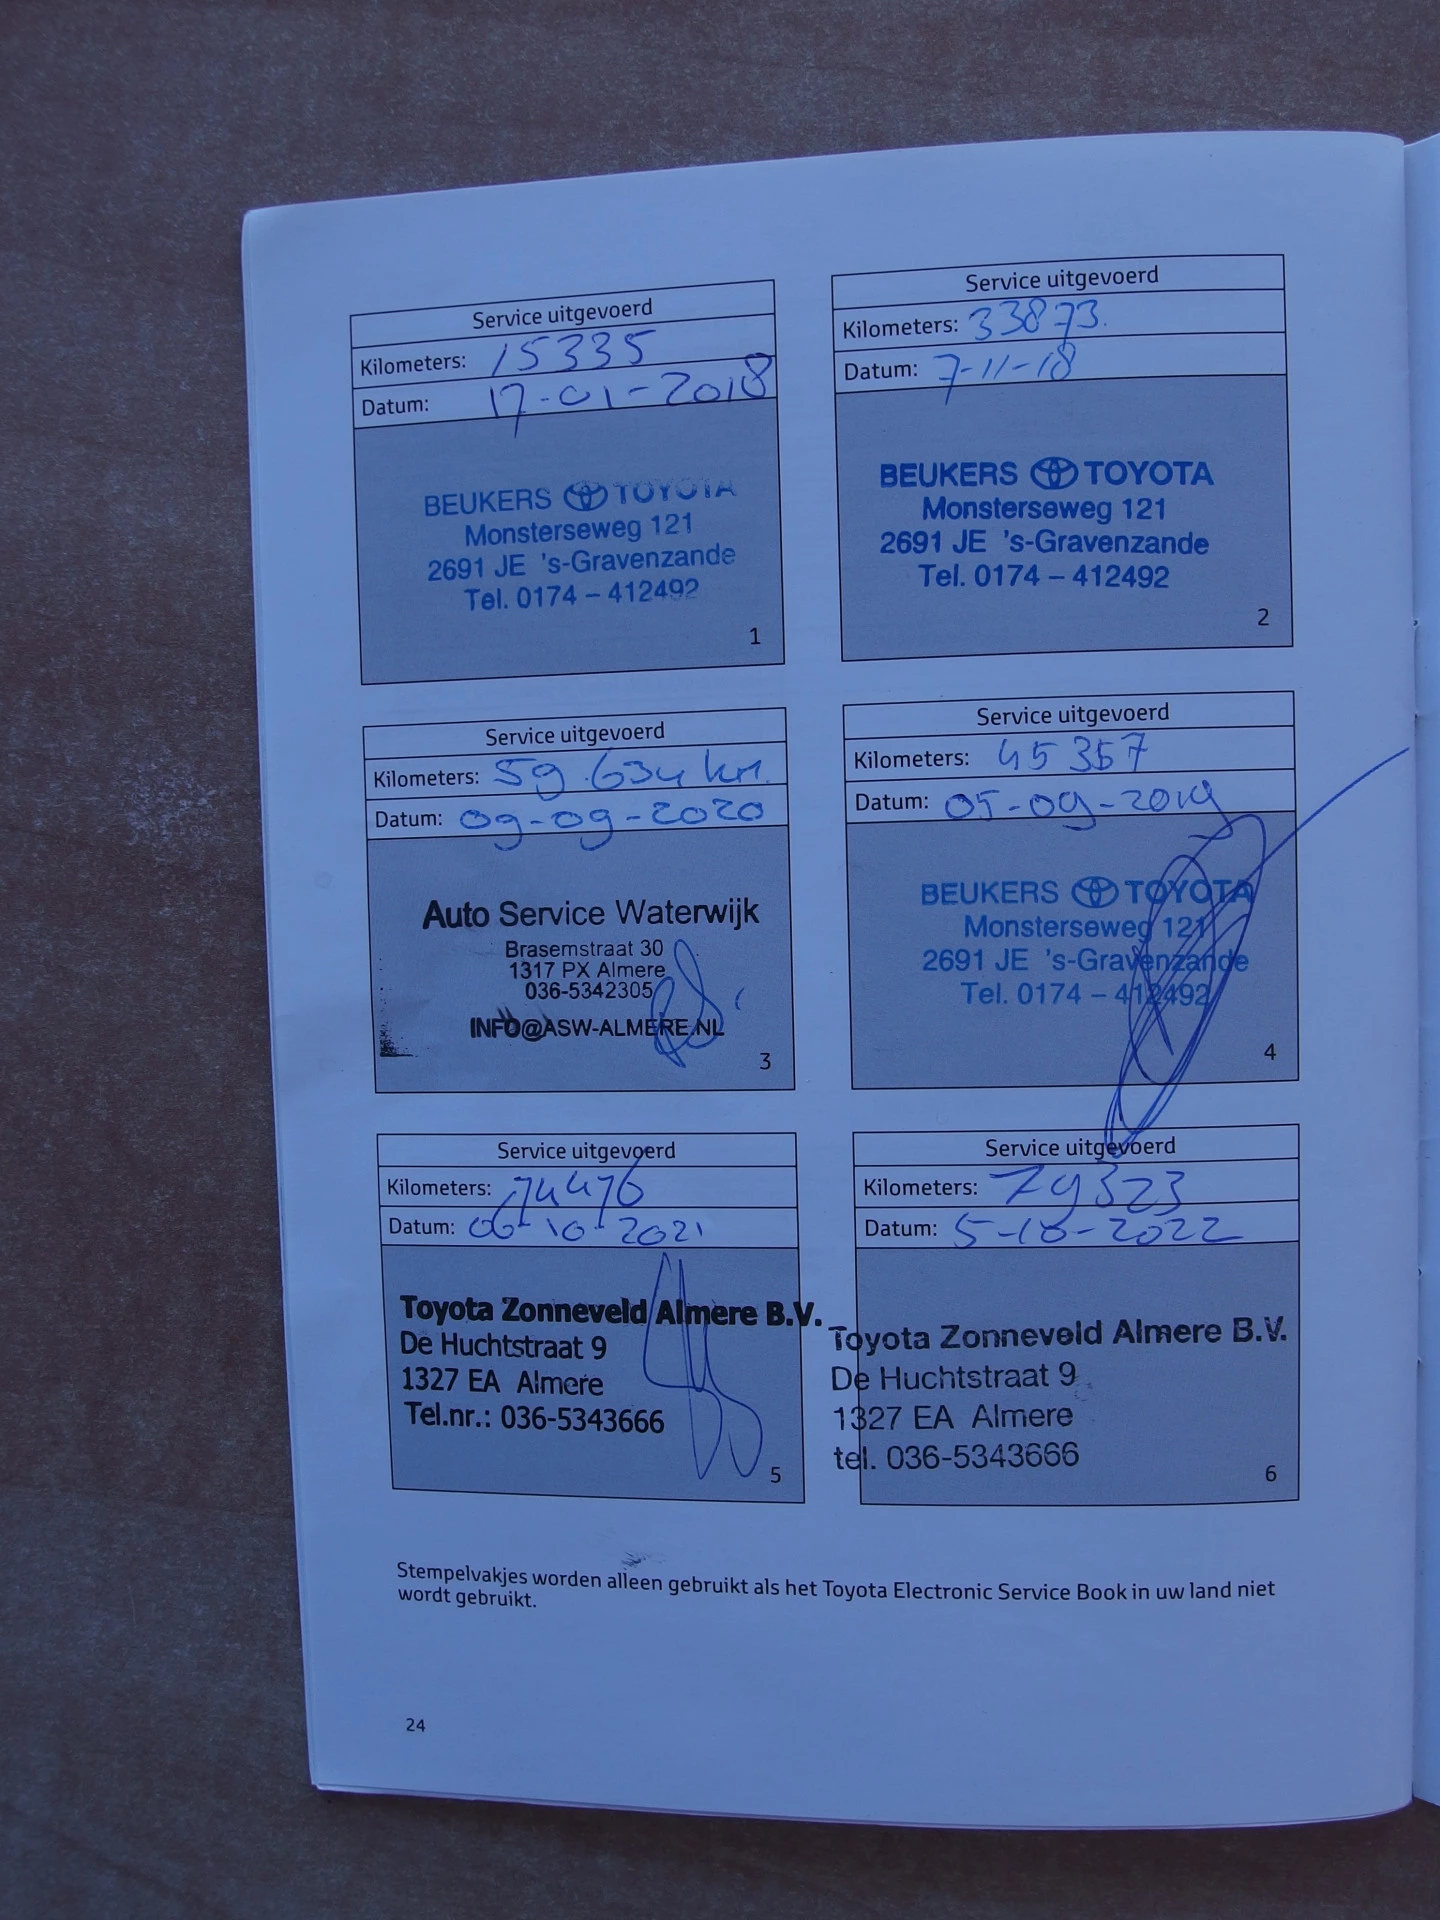 Service uitgevoerd
Kilometers: 15335
Datum: 17-01-2018
BEUKERS TOYOTA
Monsterseweg 121
2691 JE 's-Gravenzande
Tel. 0174 – 412492
1
Service uitgevoerd
Kilometers: 33873.
Datum: 7-11-18
BEUKERS TOYOTA
Monsterseweg 121
2691 JE 's-Gravenzande
Tel. 0174 – 412492
2
Service uitgevoerd
Kilometers: 59.634 km.
Datum: 09-09-2020
Auto Service Waterwijk
Brasemstraat 30
1317 PX Almere
036-5342305
INFO@ASW-ALMERE.NL
3
Service uitgevoerd
Kilometers: 45357
Datum: 05-09-2019
BEUKERS TOYOTA
Monsterseweg 121
2691 JE 's-Gravenzande
Tel. 0174 – 412492
4
Service uitgevoerd
Kilometers: 74476
Datum: 06-10-2021
Toyota Zonneveld Almere B.V.
De Huchtstraat 9
1327 EA Almere
Tel.nr.: 036-5343666
5
Service uitgevoerd
Kilometers: 79323
Datum: 5-10-2022
Toyota Zonneveld Almere B.V.
De Huchtstraat 9
1327 EA Almere
tel. 036-5343666
6
Stempelvakjes worden alleen gebruikt als het Toyota Electronic Service Book in uw land niet
wordt gebruikt.
24